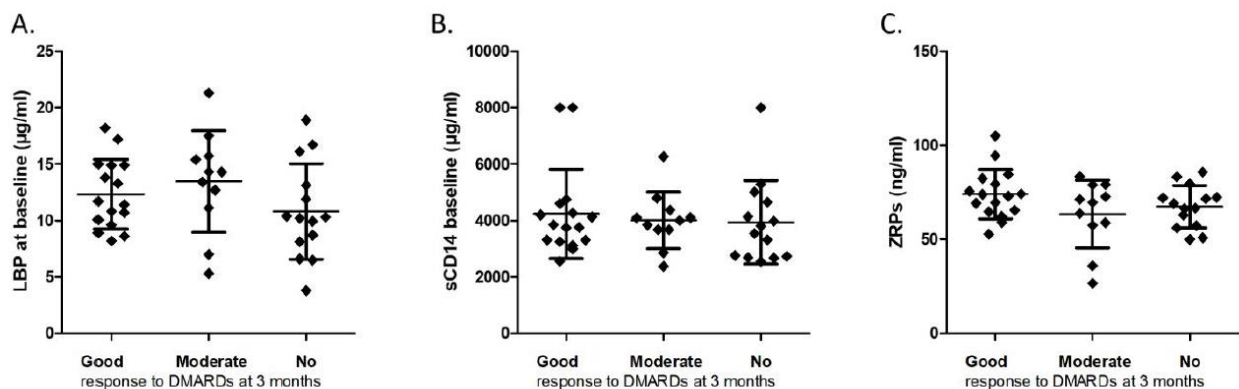 A.
LBP at baseline (µg/ml)
25
20
15
10
5
0
Good Moderate No
response to DMARDs at 3 months
B.
sCD14 baseline (µg/ml)
10000
8000
6000
4000
2000
0
Good Moderate No
response to DMARDs at 3 months
C.
ZRPs (ng/ml)
150
100
50
0
Good Moderate No
response to DMARDs at 3 months